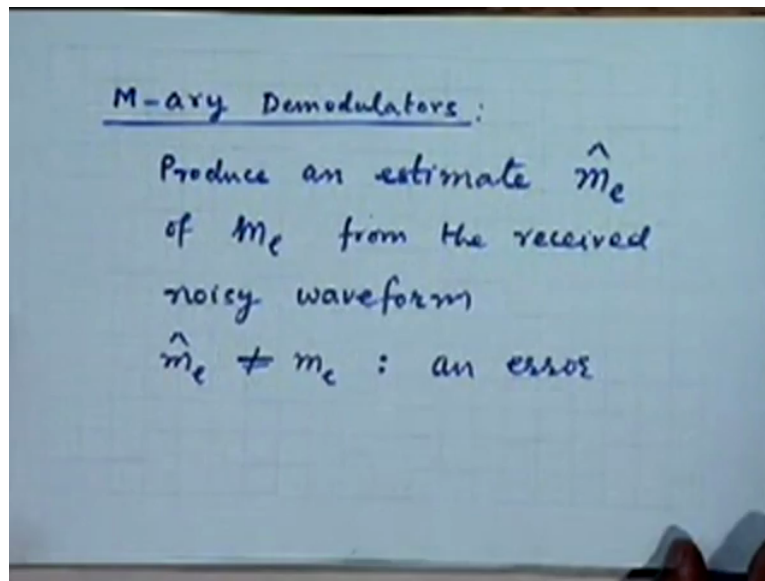 M-ary Demodulators:
Produce an estimate m̂ₑ
of mₑ from the received
noisy waveform
m̂ₑ ≠ mₑ : an error